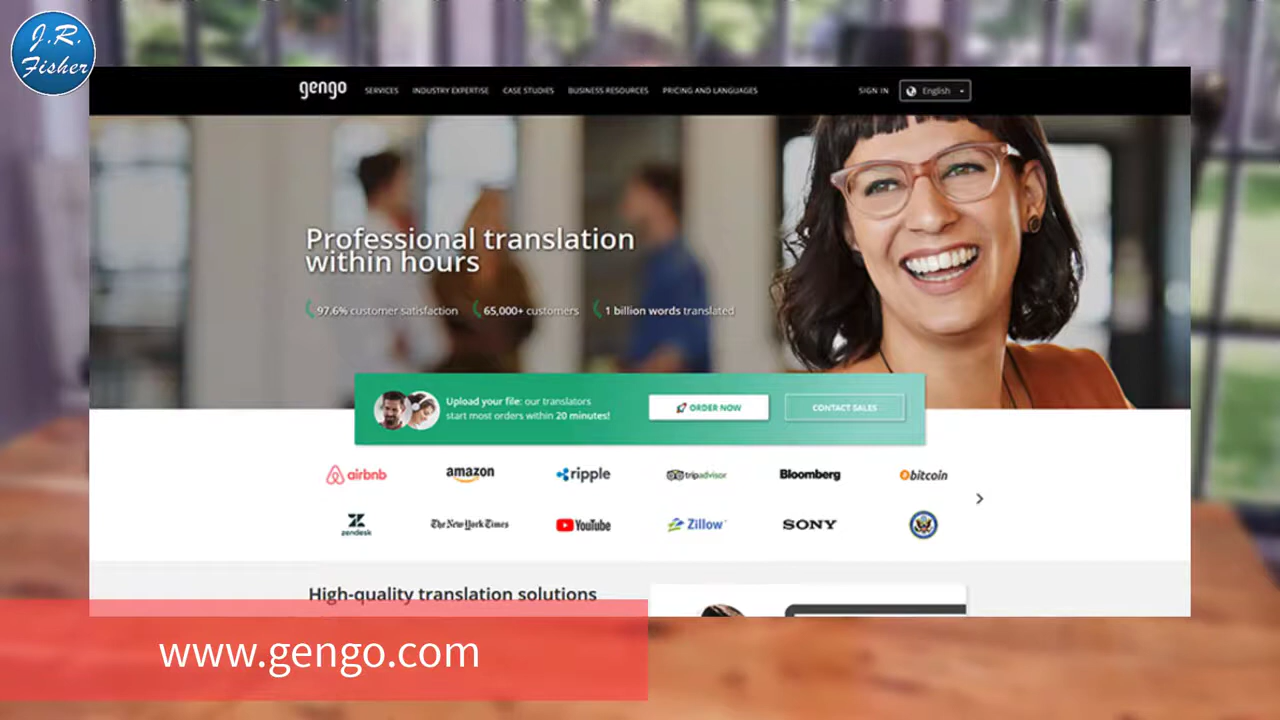 J.R.
Fisher
gengo
SERVICES
INDUSTRY EXPERTISE
CASE STUDIES
BUSINESS RESOURCES
PRICING AND LANGUAGES
SIGN IN
English
Professional translation
within hours
97.6% customer satisfaction
65,000+ customers
1 billion words translated
Upload your file: our translators
start most orders within 20 minutes!
ORDER NOW
CONTACT SALES
airbnb
amazon
ripple
tripadvisor
Bloomberg
bitcoin
zendesk
The New York Times
YouTube
Zillow
SONY
High-quality translation solutions
www.gengo.com